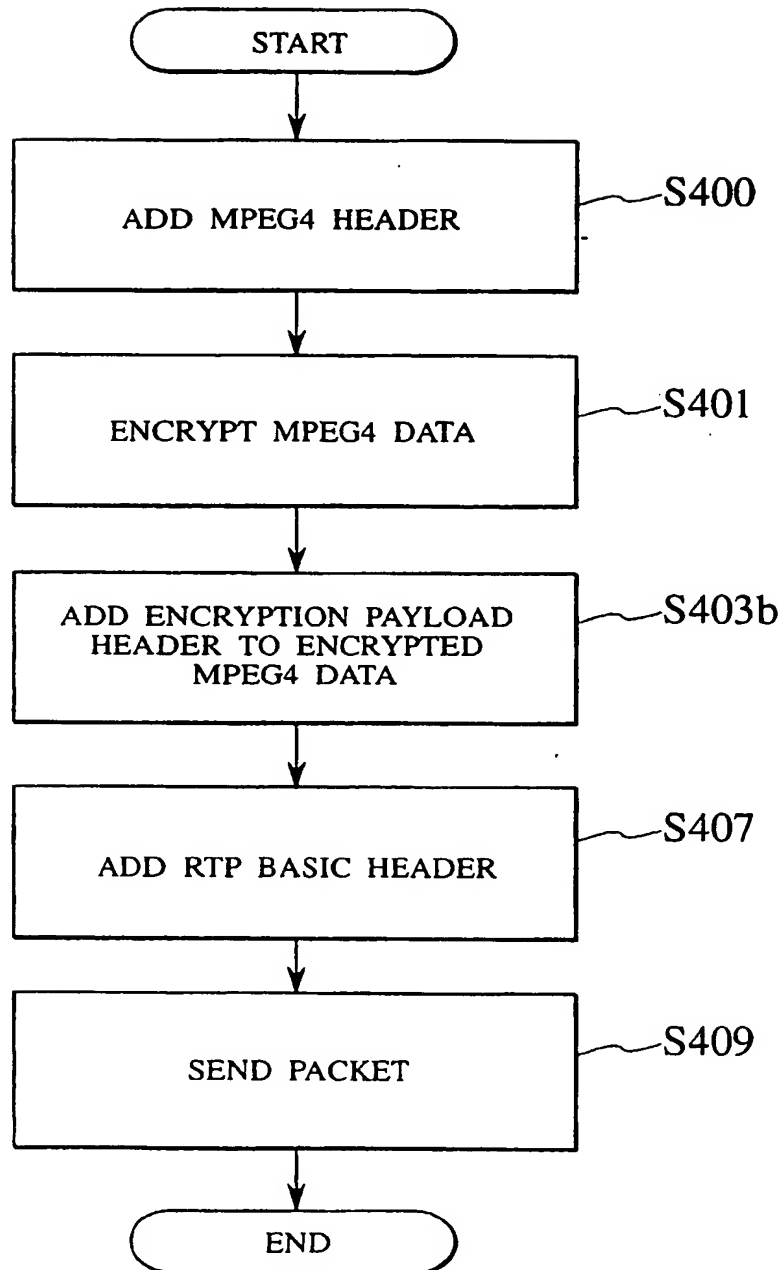 START
ADD MPEG4 HEADER
S400
ENCRYPT MPEG4 DATA
S401
ADD ENCRYPTION PAYLOAD
HEADER TO ENCRYPTED
MPEG4 DATA
S403b
ADD RTP BASIC HEADER
S407
SEND PACKET
S409
END